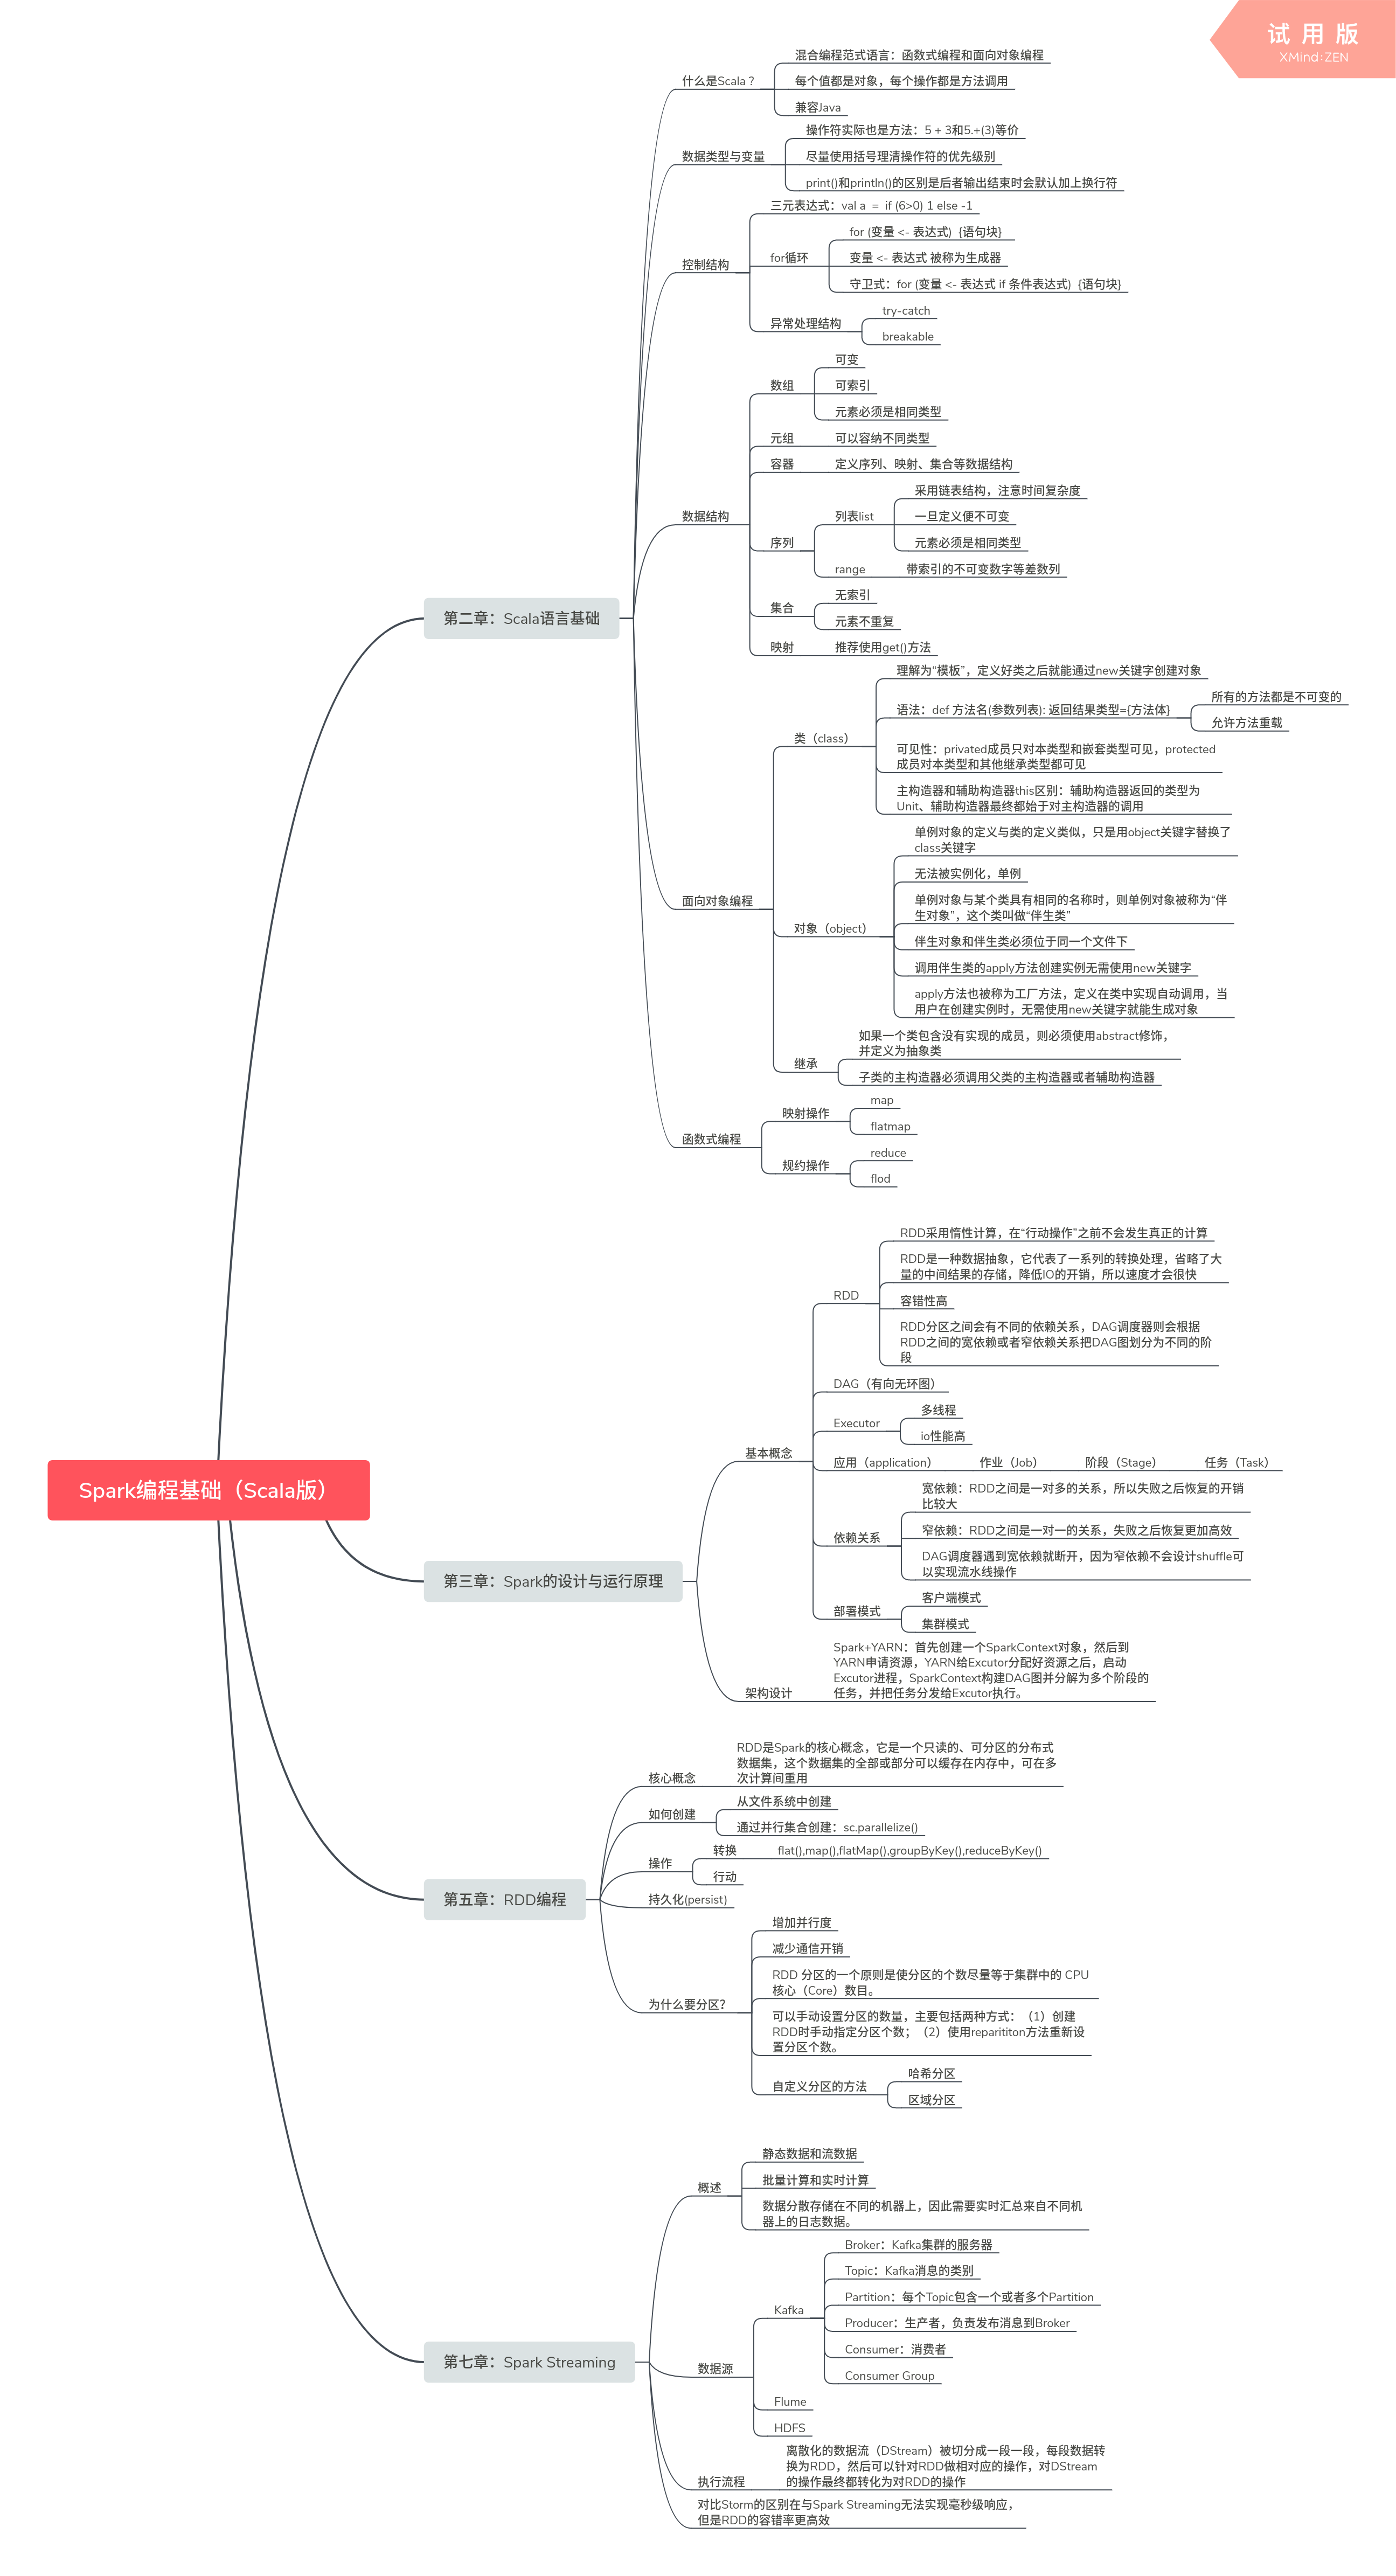 试 用 版
XMind:ZEN
Spark编程基础（Scala版）
第二章：Scala语言基础
什么是Scala？
混合编程范式语言：函数式编程和面向对象编程
每个值都是对象，每个操作都是方法调用
兼容Java
数据类型与变量
操作符实际也是方法：5 + 3和5.+(3)等价
尽量使用括号理清操作符的优先级别
print()和println()的区别是后者输出结束时会默认加上换行符
控制结构
三元表达式：val a = if (6>0) 1 else -1
for循环
for (变量 <- 表达式) {语句块}
变量 <- 表达式 被称为生成器
守卫式：for (变量 <- 表达式 if 条件表达式) {语句块}
异常处理结构
try-catch
breakable
数据结构
数组
可变
可索引
元素必须是相同类型
元组
可以容纳不同类型
容器
定义序列、映射、集合等数据结构
序列
列表list
采用链表结构，注意时间复杂度
一旦定义便不可变
元素必须是相同类型
range
带索引的不可变数字等差数列
集合
无索引
元素不重复
映射
推荐使用get()方法
面向对象编程
类（class）
理解为“模板”，定义好类之后就能通过new关键字创建对象
语法：def 方法名(参数列表): 返回结果类型={方法体}
所有的方法都是不可变的
允许方法重载
可见性：privated成员只对本类型和嵌套类型可见，protected
成员对本类型和其他继承类型都可见
主构造器和辅助构造器this区别：辅助构造器返回的类型为
Unit、辅助构造器最终都始于对主构造器的调用
对象（object）
单例对象的定义与类的定义类似，只是用object关键字替换了
class关键字
无法被实例化，单例
单例对象与某个类具有相同的名称时，则单例对象被称为“伴
生对象”，这个类叫做“伴生类”
伴生对象和伴生类必须位于同一个文件下
调用伴生类的apply方法创建实例无需使用new关键字
apply方法也被称为工厂方法，定义在类中实现自动调用，当
用户在创建实例时，无需使用new关键字就能生成对象
继承
如果一个类包含没有实现的成员，则必须使用abstract修饰，
并定义为抽象类
子类的主构造器必须调用父类的主构造器或者辅助构造器
函数式编程
映射操作
map
flatmap
规约操作
reduce
flod
第三章：Spark的设计与运行原理
基本概念
RDD
RDD采用惰性计算，在“行动操作”之前不会发生真正的计算
RDD是一种数据抽象，它代表了一系列的转换处理，省略了大
量的中间结果的存储，降低IO的开销，所以速度才会很快
容错性高
RDD分区之间会有不同的依赖关系，DAG调度器则会根据
RDD之间的宽依赖或者窄依赖关系把DAG图划分为不同的阶
段
DAG（有向无环图）
Executor
多线程
io性能高
应用（application）
作业（Job）
阶段（Stage）
任务（Task）
依赖关系
宽依赖：RDD之间是一对多的关系，所以失败之后恢复的开销
比较大
窄依赖：RDD之间是一对一的关系，失败之后恢复更加高效
DAG调度器遇到宽依赖就断开，因为窄依赖不会设计shuffle可
以实现流水线操作
部署模式
客户端模式
集群模式
架构设计
Spark+YARN：首先创建一个SparkContext对象，然后到
YARN申请资源，YARN给Excutor分配好资源之后，启动
Excutor进程，SparkContext构建DAG图并分解为多个阶段的
任务，并把任务分发给Excutor执行。
第五章：RDD编程
核心概念
RDD是Spark的核心概念，它是一个只读的、可分区的分布式
数据集，这个数据集的全部或部分可以缓存在内存中，可在多
次计算间重用
如何创建
从文件系统中创建
通过并行集合创建：sc.parallelize()
操作
转换
flat(),map(),flatMap(),groupByKey(),reduceByKey()
行动
持久化(persist)
为什么要分区？
增加并行度
减少通信开销
RDD 分区的一个原则是使分区的个数尽量等于集群中的 CPU
核心（Core）数目。
可以手动设置分区的数量，主要包括两种方式：（1）创建
RDD时手动指定分区个数；（2）使用reparititon方法重新设
置分区个数。
自定义分区的方法
哈希分区
区域分区
第七章：Spark Streaming
概述
静态数据和流数据
批量计算和实时计算
数据分散存储在不同的机器上，因此需要实时汇总来自不同机
器上的日志数据。
数据源
Kafka
Broker：Kafka集群的服务器
Topic：Kafka消息的类别
Partition：每个Topic包含一个或者多个Partition
Producer：生产者，负责发布消息到Broker
Consumer：消费者
Consumer Group
Flume
HDFS
执行流程
离散化的数据流（DStream）被切分成一段一段，每段数据转
换为RDD，然后可以针对RDD做相对应的操作，对DStream
的操作最终都转化为对RDD的操作
对比Storm的区别在与Spark Streaming无法实现毫秒级响应，
但是RDD的容错率更高效